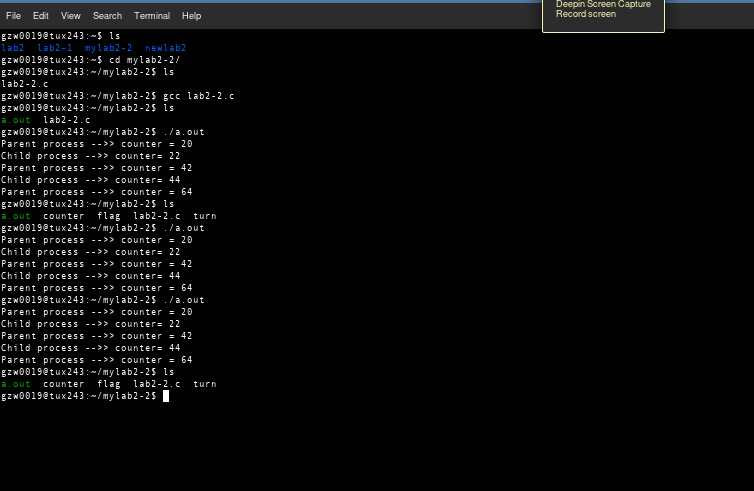 Deepin Screen Capture
Record screen
File Edit View Search Terminal Help
gzw0019@tux243:~$ ls
lab2 lab2-1 mylab2-2 newlab2
gzw0019@tux243:~$ cd mylab2-2/
gzw0019@tux243:~/mylab2-2$ ls
lab2-2.c
gzw0019@tux243:~/mylab2-2$ gcc lab2-2.c
gzw0019@tux243:~/mylab2-2$ ls
a.out lab2-2.c
gzw0019@tux243:~/mylab2-2$ ./a.out
Parent process -->> counter = 20
Child process -->> counter= 22
Parent process -->> counter = 42
Child process -->> counter= 44
Parent process -->> counter = 64
gzw0019@tux243:~/mylab2-2$ ls
a.out counter flag lab2-2.c turn
gzw0019@tux243:~/mylab2-2$ ./a.out
Parent process -->> counter = 20
Child process -->> counter= 22
Parent process -->> counter = 42
Child process -->> counter= 44
Parent process -->> counter = 64
gzw0019@tux243:~/mylab2-2$ ./a.out
Parent process -->> counter = 20
Child process -->> counter= 22
Parent process -->> counter = 42
Child process -->> counter= 44
Parent process -->> counter = 64
gzw0019@tux243:~/mylab2-2$ ls
a.out counter flag lab2-2.c turn
gzw0019@tux243:~/mylab2-2$